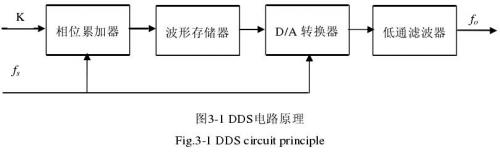 K
相位累加器
波形存储器
D/A 转换器
低通滤波器
fo
fs
图3-1 DDS电路原理
Fig.3-1 DDS circuit principle